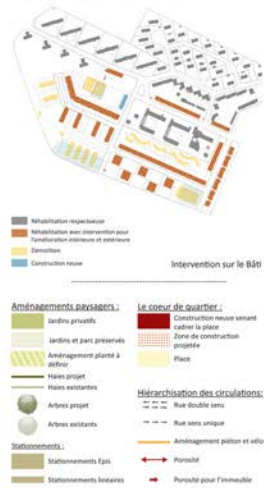 Réhabilitation respectueuse
Réhabilitation avec intervention pour
l'amélioration intérieure et extérieure
Démolition
Construction neuve
Intervention sur le Bâti
Aménagements paysagers :
Jardins privatifs
Jardins et parc préservés
Aménagement planté à
définir
Haies projet
Haies existantes
Arbres projet
Arbres existants
Stationnements :
Stationnements Epis
Stationnements linéaires
Le coeur de quartier :
Construction neuve venant
cadrer la place
Zone de construction
projetée
Place
Hiérarchisation des circulations:
Rue double sens
Rue sens unique
Aménagement piéton et vélo
Porosité
Porosité pour l'immeuble